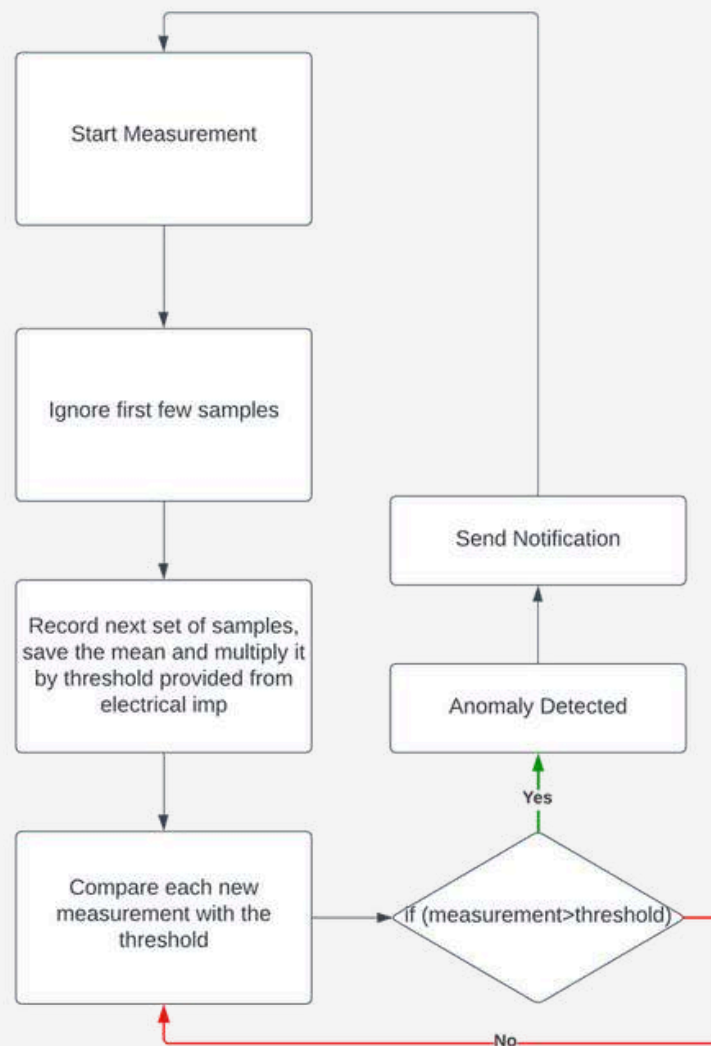 Start Measurement
Ignore first few samples
Record next set of samples,
save the mean and multiply it
by threshold provided from
electrical imp
Compare each new
measurement with the
threshold
Send Notification
Anomaly Detected
Yes
if (measurement>threshold)
No